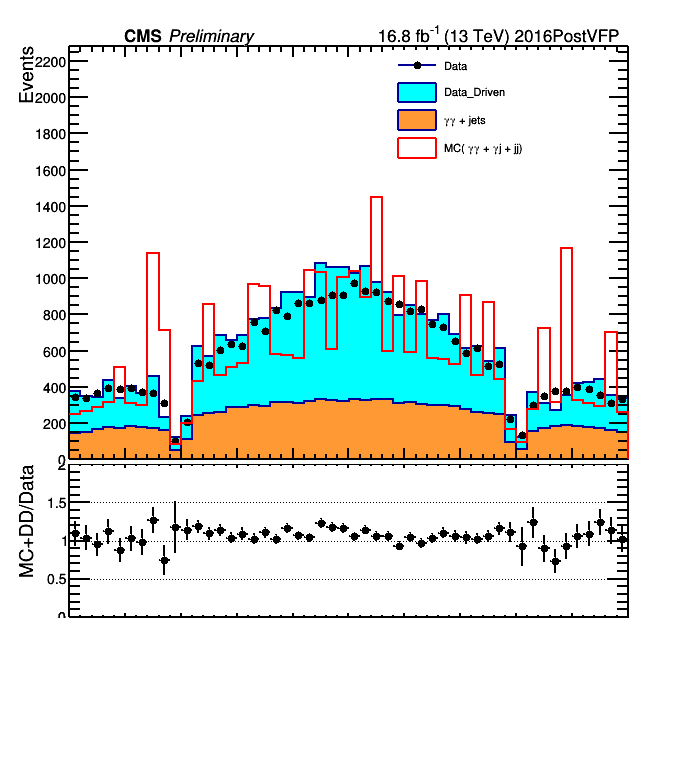 CMS Preliminary 16.8 fb⁻¹ (13 TeV) 2016PostVFP
Events
2200
2000
1800
1600
1400
1200
1000
800
600
400
200
0
Data
Data_Driven
γγ + jets
MC( γγ + γj + jj)
MC+DD/Data
2
1.5
1
0.5
0